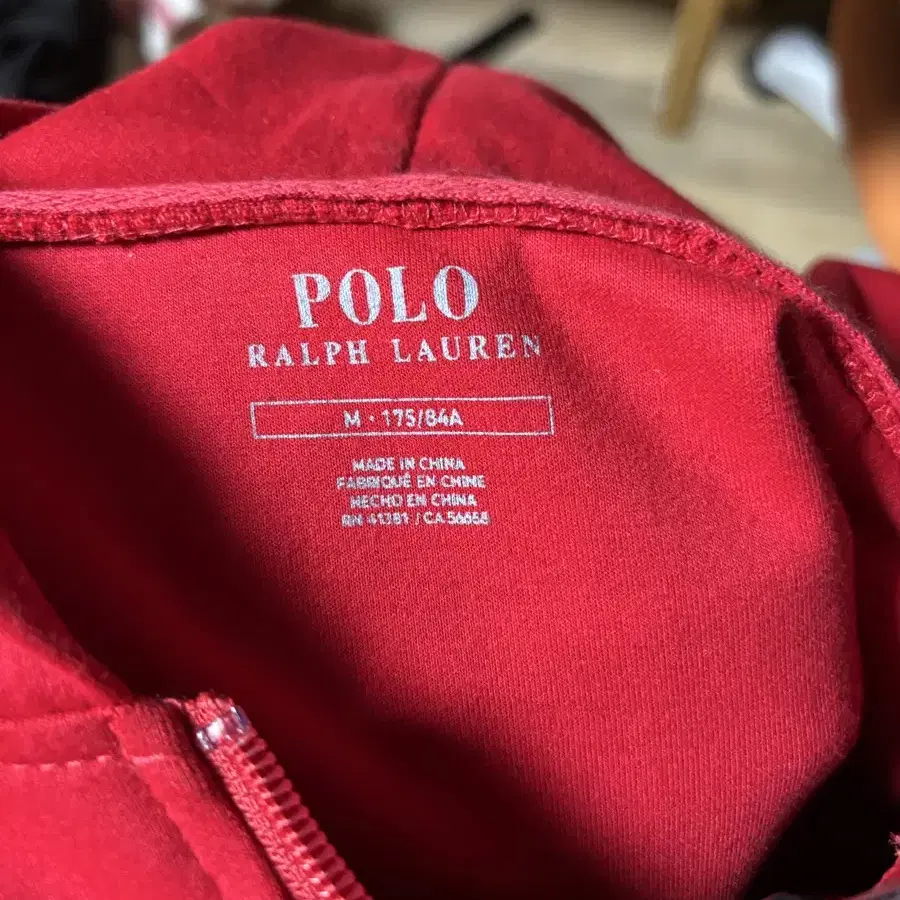 POLO
RALPH LAUREN
M • 175/84A
MADE IN CHINA
FABRIQUÉ EN CHINE
HECHO EN CHINA
RN 41381 / CA 56658